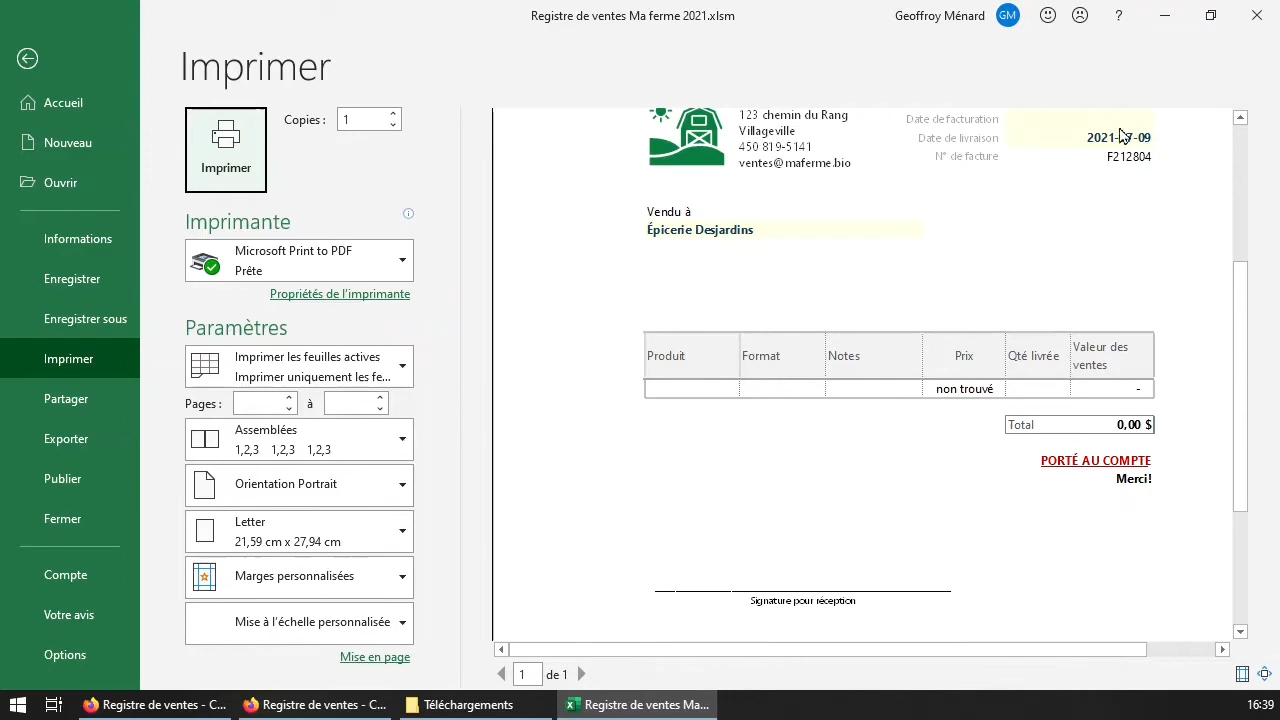 Registre de ventes Ma ferme 2021.xlsm
Geoffroy Ménard
GM
?
Imprimer
Accueil
Nouveau
Ouvrir
Informations
Enregistrer
Enregistrer sous
Imprimer
Partager
Exporter
Publier
Fermer
Compte
Votre avis
Options
Imprimer
Copies :
1
Imprimante
Microsoft Print to PDF
Prête
Propriétés de l'imprimante
Paramètres
Imprimer les feuilles actives
Imprimer uniquement les fe...
Pages :
à
Assemblées
1,2,3 1,2,3 1,2,3
Orientation Portrait
Letter
21,59 cm x 27,94 cm
Marges personnalisées
Mise à l'échelle personnalisée
Mise en page
123 chemin du Rang
Villageville
450 819-5141
ventes@maferme.bio
Date de facturation
Date de livraison
N° de facture
F212804
Vendu à
Épicerie Desjardins
Produit Format Notes Prix Qté livrée Valeur des ventes
non trouvé -
Total 0,00 $
PORTÉ AU COMPTE
Merci!
Signature pour réception
1 de 1
Registre de ventes - C...
Registre de ventes - C...
Téléchargements
Registre de ventes Ma...
16:39